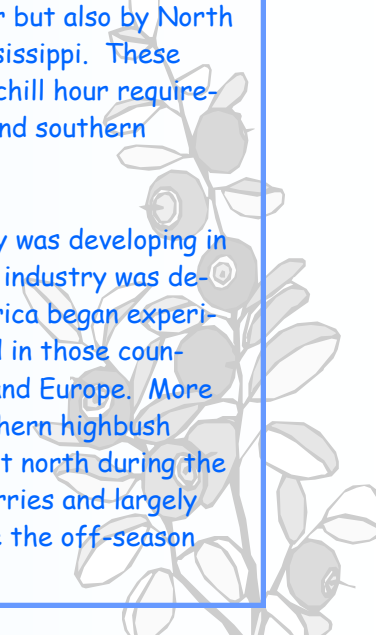 but also by North
sissippi. These
chill hour require-
nd southern
was developing in
industry was de-
rica began experi-
in those coun-
nd Europe. More
hern highbush
t north during the
rries and largely
the off-season